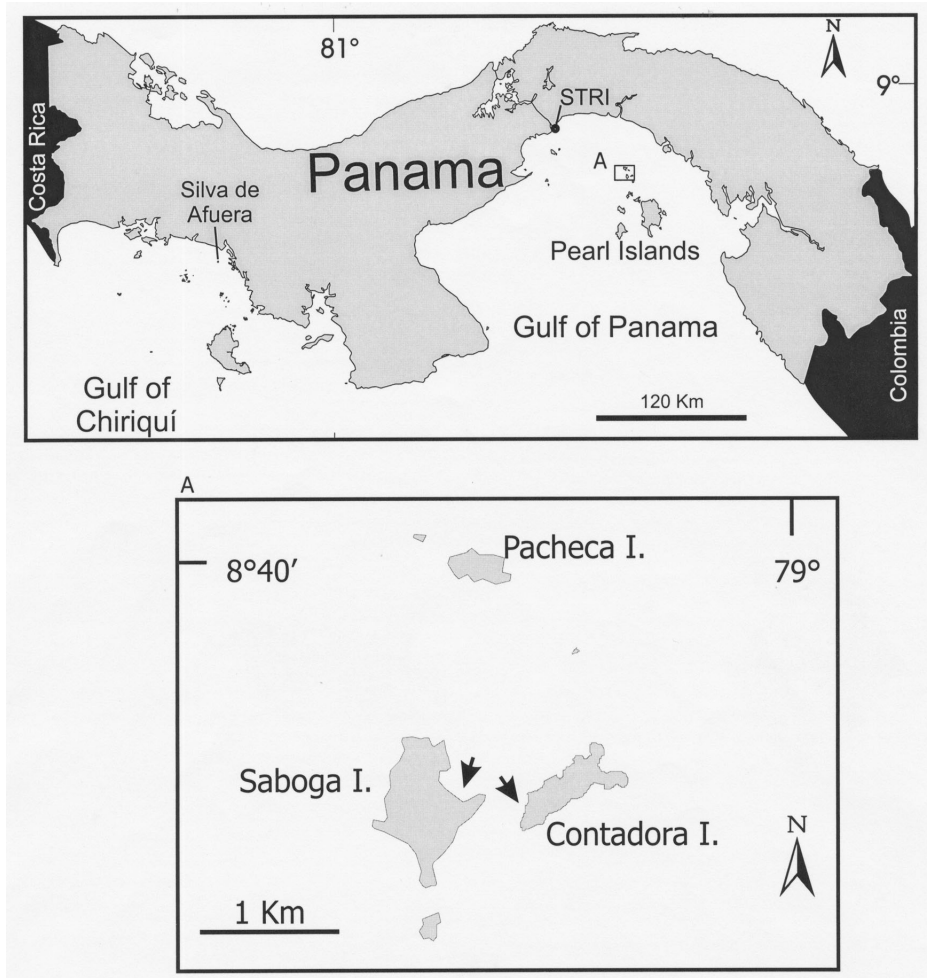 81°
N
9°
STRI
Costa Rica
Panama
A
Silva de
Afuera
Pearl Islands
Gulf of Panama
Colombia
Gulf of
Chiriquí
120 Km
A
Pacheca I.
8°40′
79°
Saboga I.
Contadora I.
N
1 Km